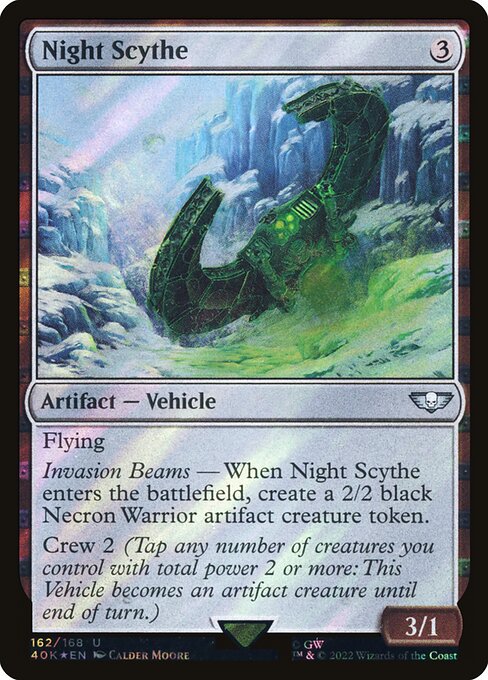 Night Scythe 3
Artifact — Vehicle
Flying
Invasion Beams — When Night Scythe
enters the battlefield, create a 2/2 black
Necron Warrior artifact creature token.
Crew 2 (Tap any number of creatures you
control with total power 2 or more: This
Vehicle becomes an artifact creature until
end of turn.)
3/1
162/168 U
40K★EN Calder Moore
© GW
™ & © 2022 Wizards of the Coast